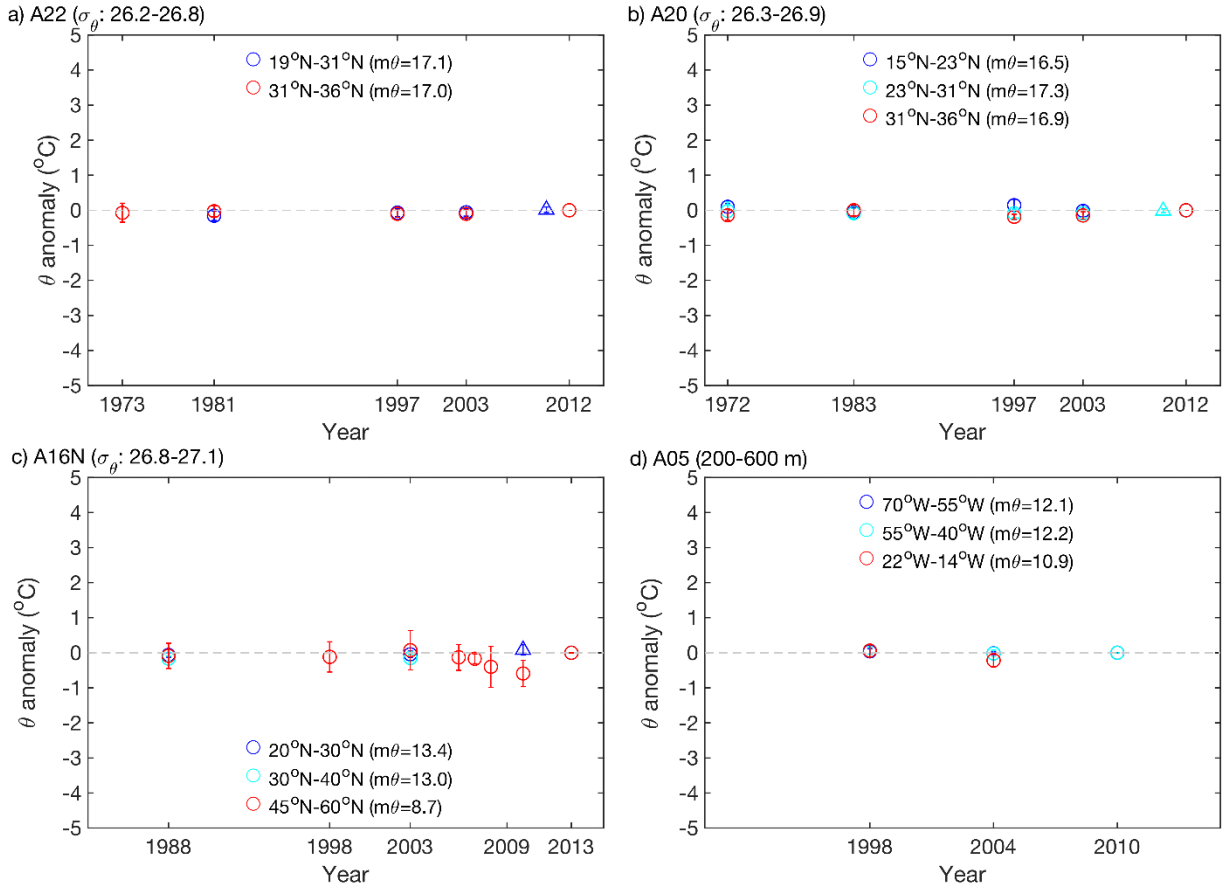 a) A22 (σθ: 26.2-26.8)
19°N-31°N (mθ=17.1)
31°N-36°N (mθ=17.0)
5
4
3
2
1
0
-1
-2
-3
-4
-5
θ anomaly (°C)
1973 1981 1997 2003 2012
Year
b) A20 (σθ: 26.3-26.9)
15°N-23°N (mθ=16.5)
23°N-31°N (mθ=17.3)
31°N-36°N (mθ=16.9)
5
4
3
2
1
0
-1
-2
-3
-4
-5
θ anomaly (°C)
1972 1983 1997 2003 2012
Year
c) A16N (σθ: 26.8-27.1)
5
4
3
2
1
0
-1
-2
-3
-4
-5
θ anomaly (°C)
20°N-30°N (mθ=13.4)
30°N-40°N (mθ=13.0)
45°N-60°N (mθ=8.7)
1988 1998 2003 2009 2013
Year
d) A05 (200-600 m)
70°W-55°W (mθ=12.1)
55°W-40°W (mθ=12.2)
22°W-14°W (mθ=10.9)
5
4
3
2
1
0
-1
-2
-3
-4
-5
θ anomaly (°C)
1998 2004 2010
Year